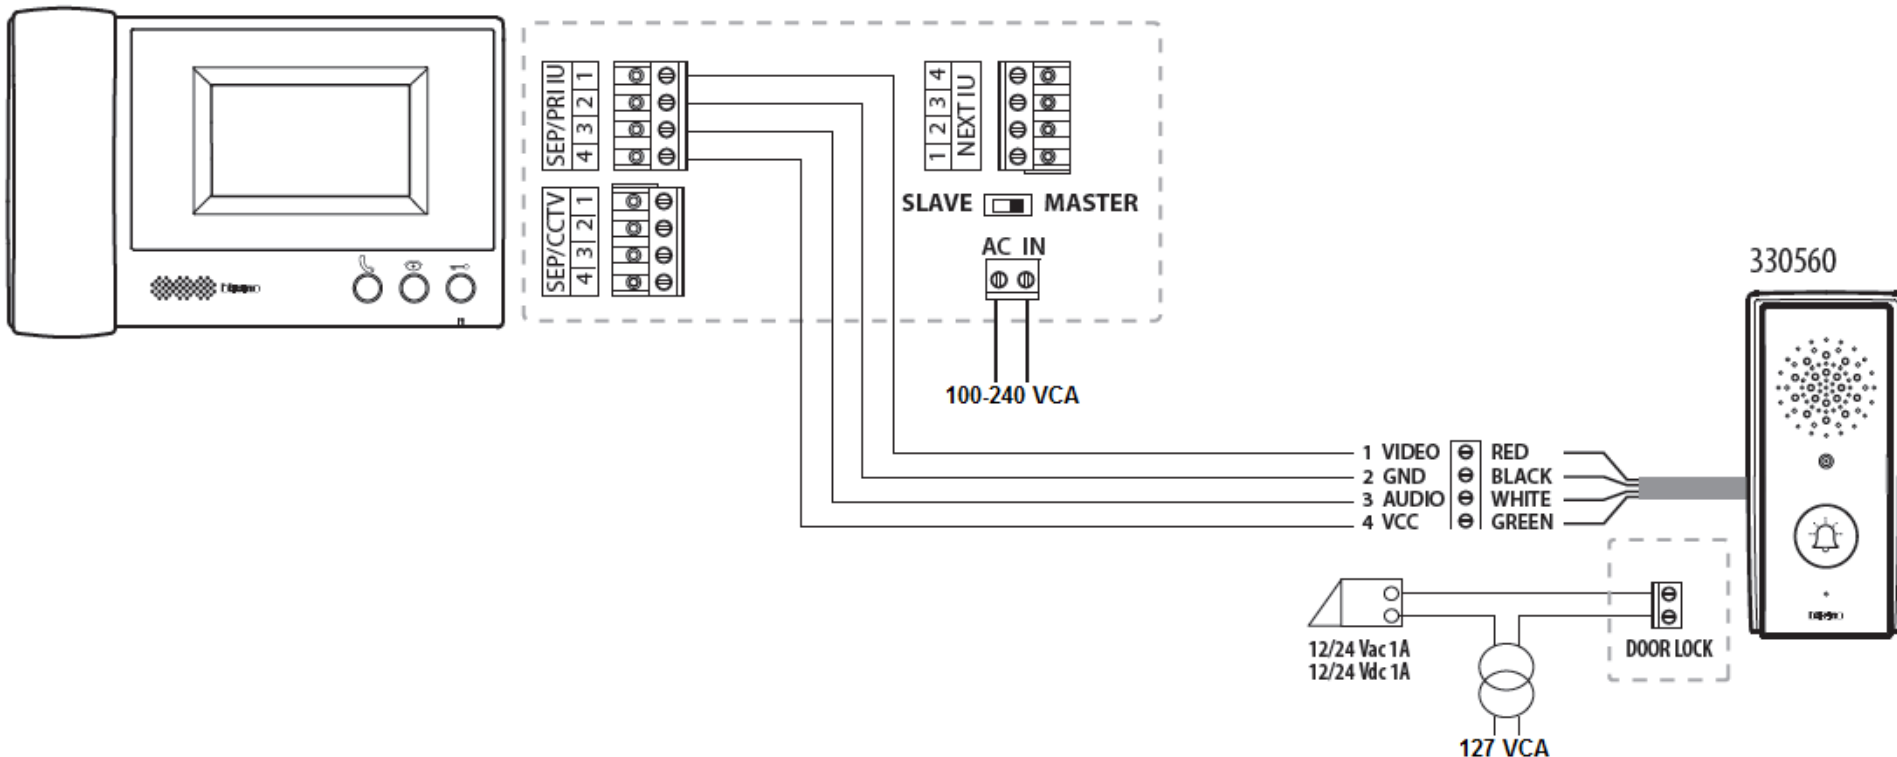 SEP/PRI IU
1
2
3
4
SEP/CCTV
1
2
3
4
4
3
2
1
NEXT IU
SLAVE MASTER
AC IN
100-240 VCA
330560
1 VIDEO RED
2 GND BLACK
3 AUDIO WHITE
4 VCC GREEN
12/24 Vac 1A
12/24 Vdc 1A
DOOR LOCK
127 VCA